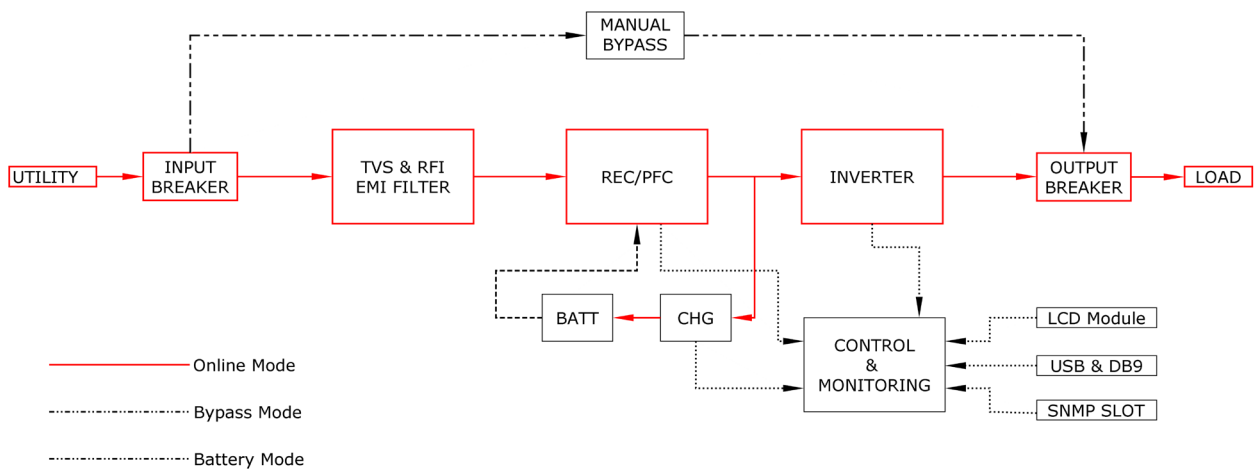 MANUAL
BYPASS
UTILITY
INPUT
BREAKER
TVS & RFI
EMI FILTER
REC/PFC
INVERTER
OUTPUT
BREAKER
LOAD
BATT
CHG
CONTROL
&
MONITORING
LCD Module
USB & DB9
SNMP SLOT
Online Mode
Bypass Mode
Battery Mode